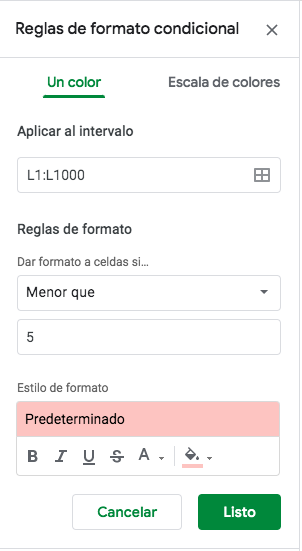 Reglas de formato condicional
Un color
Escala de colores
Aplicar al intervalo
L1:L1000
Reglas de formato
Dar formato a celdas si…
Menor que
5
Estilo de formato
Predeterminado
B I U S A
Cancelar
Listo